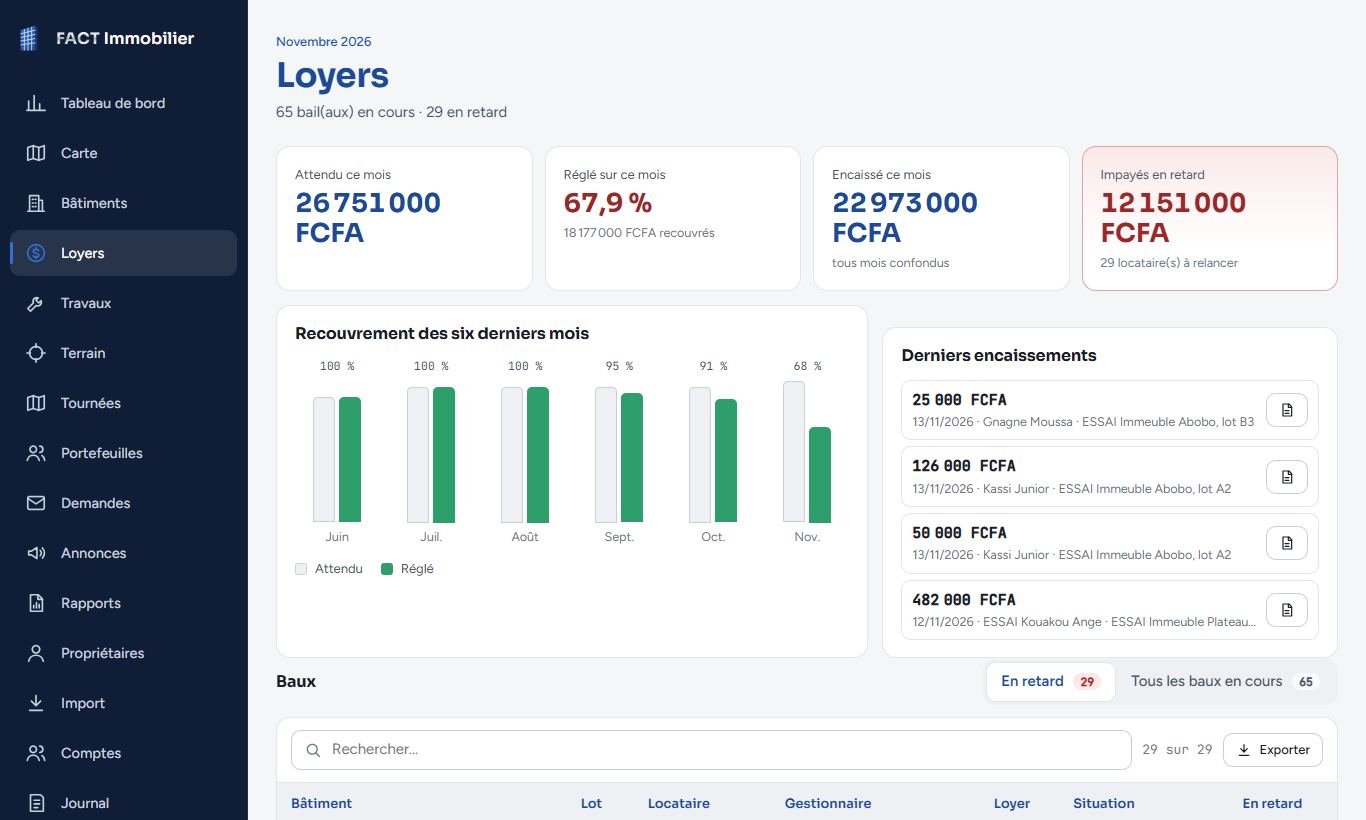 FACT Immobilier
Tableau de bord
Carte
Bâtiments
Loyers
Travaux
Terrain
Tournées
Portefeuilles
Demandes
Annonces
Rapports
Propriétaires
Import
Comptes
Journal
Novembre 2026
Loyers
65 bail(aux) en cours · 29 en retard
Attendu ce mois
26 751 000
FCFA
Réglé sur ce mois
67,9 %
18 177 000 FCFA recouvrés
Encaissé ce mois
22 973 000
FCFA
tous mois confondus
Impayés en retard
12 151 000
FCFA
29 locataire(s) à relancer
Recouvrement des six derniers mois
100 % 100 % 100 % 95 % 91 % 68 %
Juin Juil. Août Sept. Oct. Nov.
Attendu Réglé
Derniers encaissements
25 000 FCFA
13/11/2026 · Gnagne Moussa · ESSAI Immeuble Abobo, lot B3
126 000 FCFA
13/11/2026 · Kassi Junior · ESSAI Immeuble Abobo, lot A2
50 000 FCFA
13/11/2026 · Kassi Junior · ESSAI Immeuble Abobo, lot A2
482 000 FCFA
12/11/2026 · ESSAI Kouakou Ange · ESSAI Immeuble Plateau...
Baux
En retard 29 Tous les baux en cours 65
Rechercher... 29 sur 29 Exporter
Bâtiment Lot Locataire Gestionnaire Loyer Situation En retard